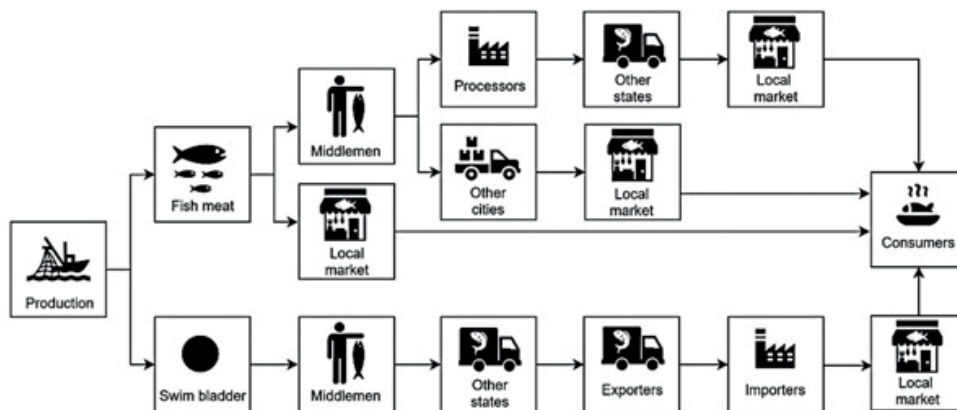 Processors
Other
states
Local
market
Middlemen
Fish meat
Other
cities
Local
market
Local
market
Consumers
Production
Swim bladder
Middlemen
Other
states
Exporters
Importers
Local
market